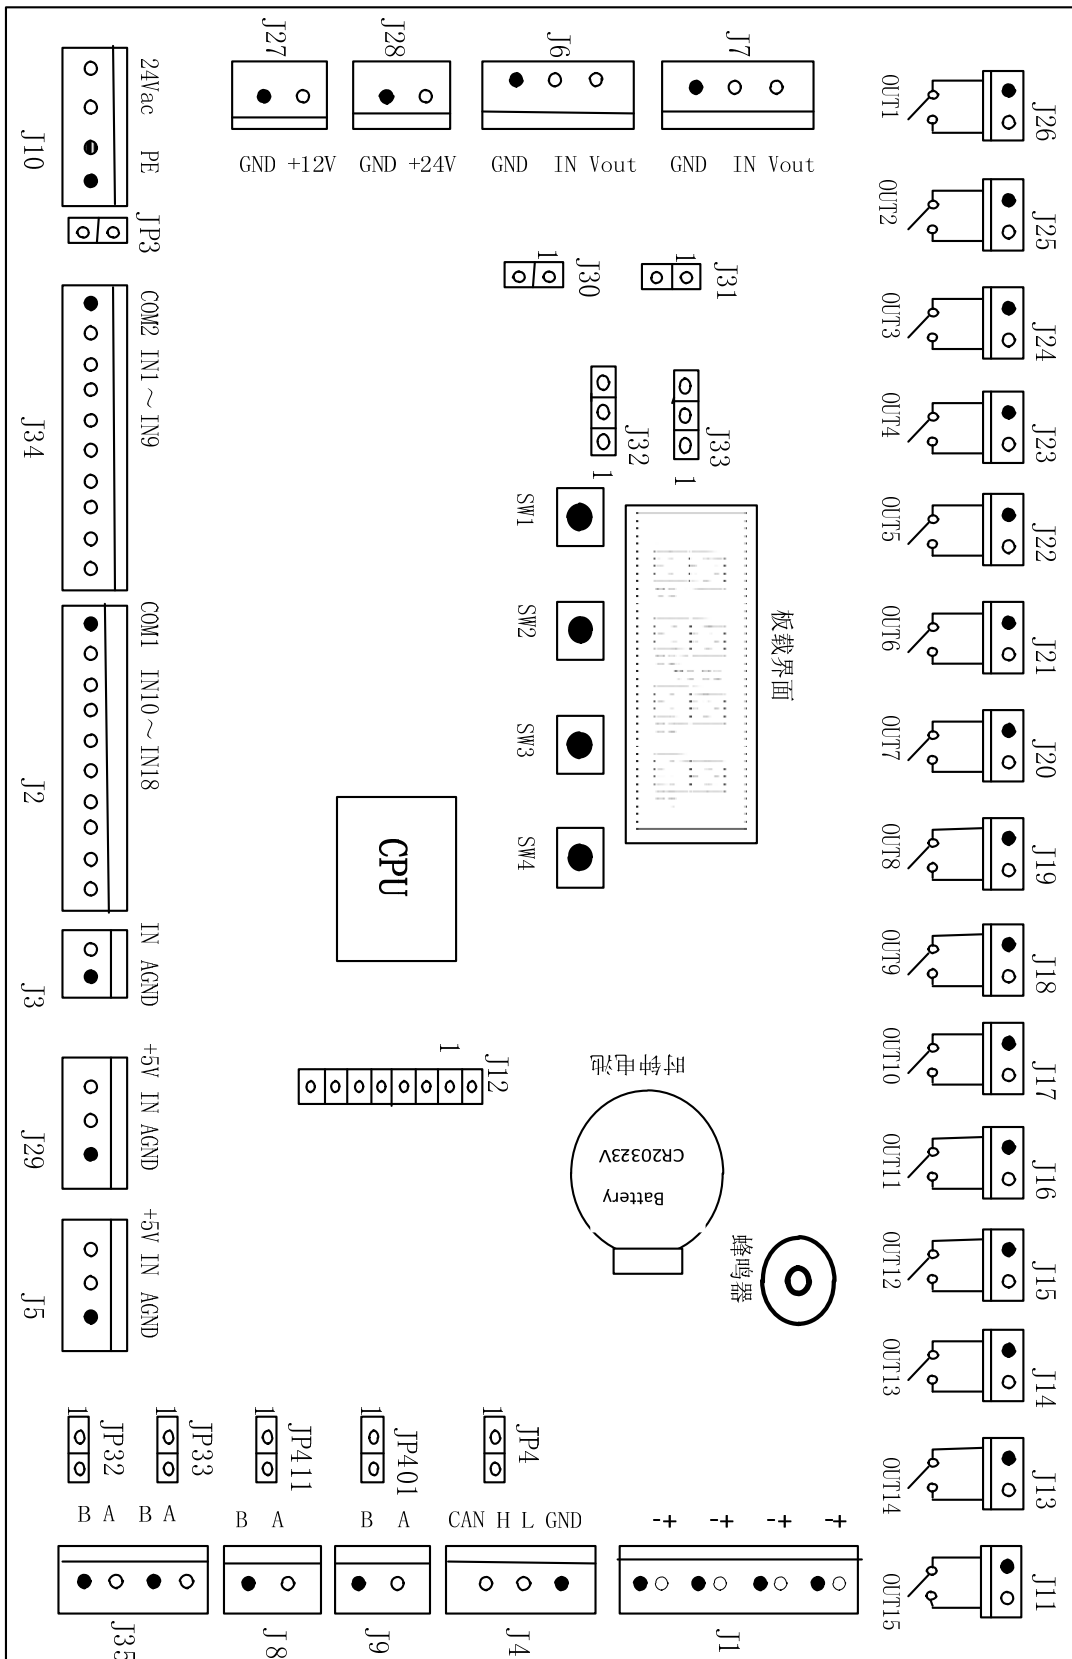 J27
J28
J6
J7
GND +12V
GND +24V
GND IN Vout
GND IN Vout
24Vac PE
J10
JP3
1
J30
1
J31
COM2 IN1～IN9
J34
J32
1
J33
1
SW1
SW2
SW3
SW4
板载界面
COM1 IN10～IN18
J2
CPU
IN AGND
J3
+5V IN AGND
J29
+5V IN AGND
J5
1
J12
时钟电池
CR20323V
Battery
蜂鸣器
OUT1
J26
OUT2
J25
OUT3
J24
OUT4
J23
OUT5
J22
OUT6
J21
OUT7
J20
OUT8
J19
OUT9
J18
OUT10
J17
OUT11
J16
OUT12
J15
OUT13
J14
OUT14
J13
OUT15
J11
1
JP32
1
JP33
1
JP411
1
JP401
1
JP4
B A B A
B A
B A
CAN H L GND
-+ -+ -+ -+
J35
J8
J9
J4
J1